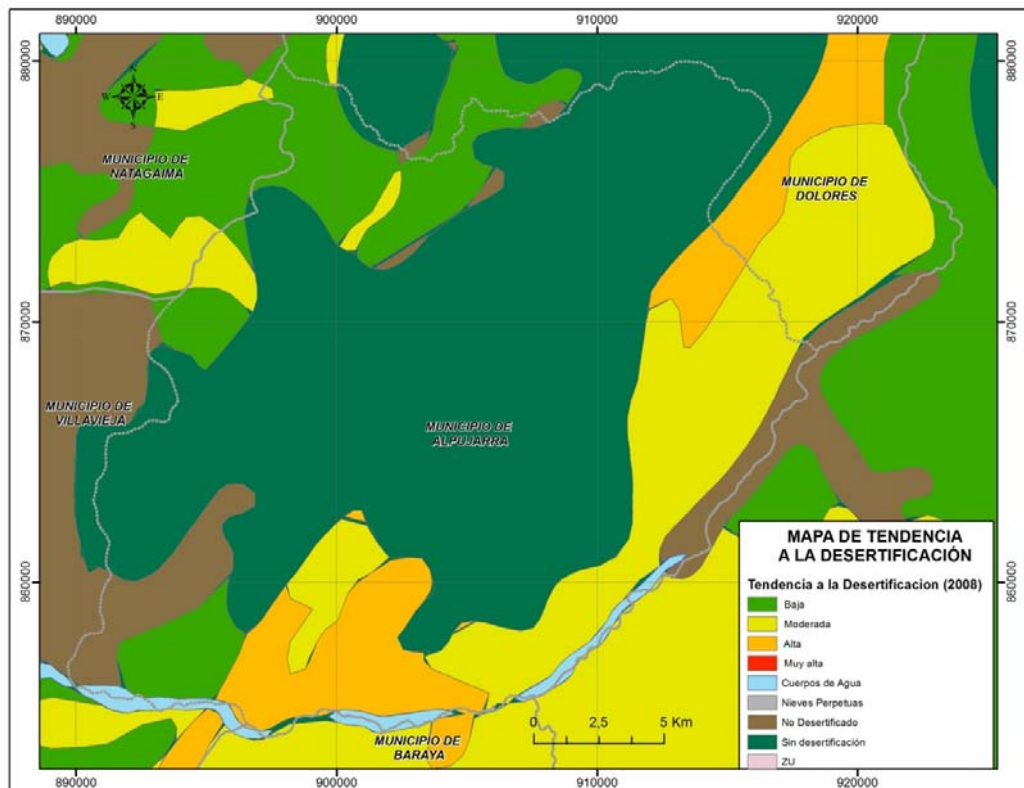 890000
900000
910000
920000
880000
880000
N
W
E
S
MUNICIPIO DE
NATAGAIMA
MUNICIPIO DE
DOLORES
870000
870000
MUNICIPIO DE
VILLAVIEJA
MUNICIPIO DE
ALPUJARRA
860000
860000
MUNICIPIO DE
BARAYA
0 2,5 5 Km
MAPA DE TENDENCIA
A LA DESERTIFICACIÓN
Tendencia a la Desertificacion (2008)
Baja
Moderada
Alta
Muy alta
Cuerpos de Agua
Nieves Perpetuas
No Desertificado
Sin desertificación
ZU
890000
900000
910000
920000